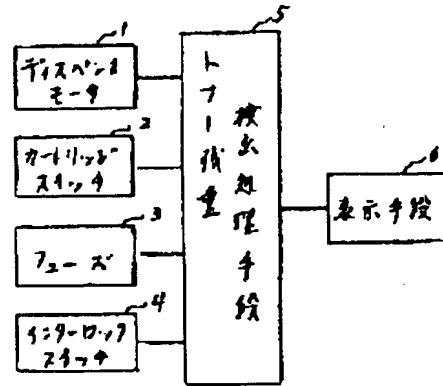 1
ディスペンス
モータ
2
カートリッジ
スイッチ
3
フューズ
4
インターロック
スイッチ
5
トナー残量
検出処理手段
6
表示手段